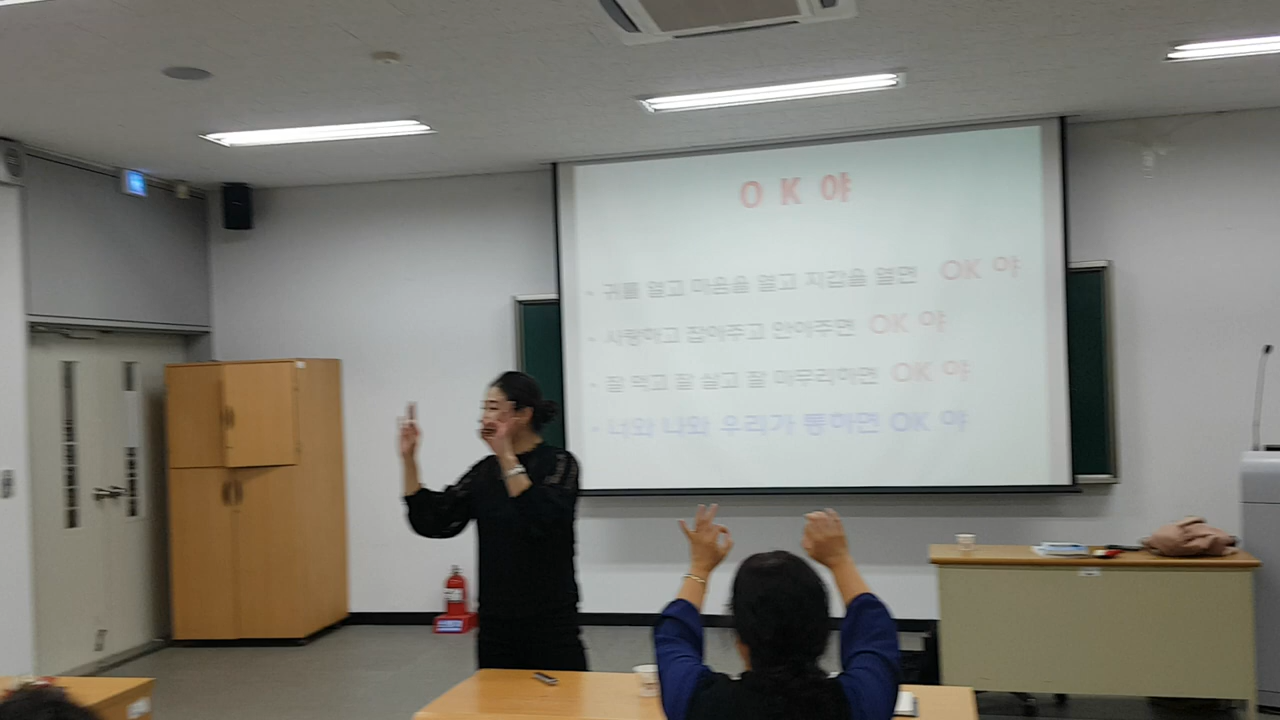 O K 야
- 귀를 열고 마음을 열고 지갑을 열면 OK 야
- 사랑하고 잡아주고 안아주면 OK 야
- 잘 먹고 잘 살고 잘 마무리하면 OK 야
- 너와 나와 우리가 통하면 OK 야